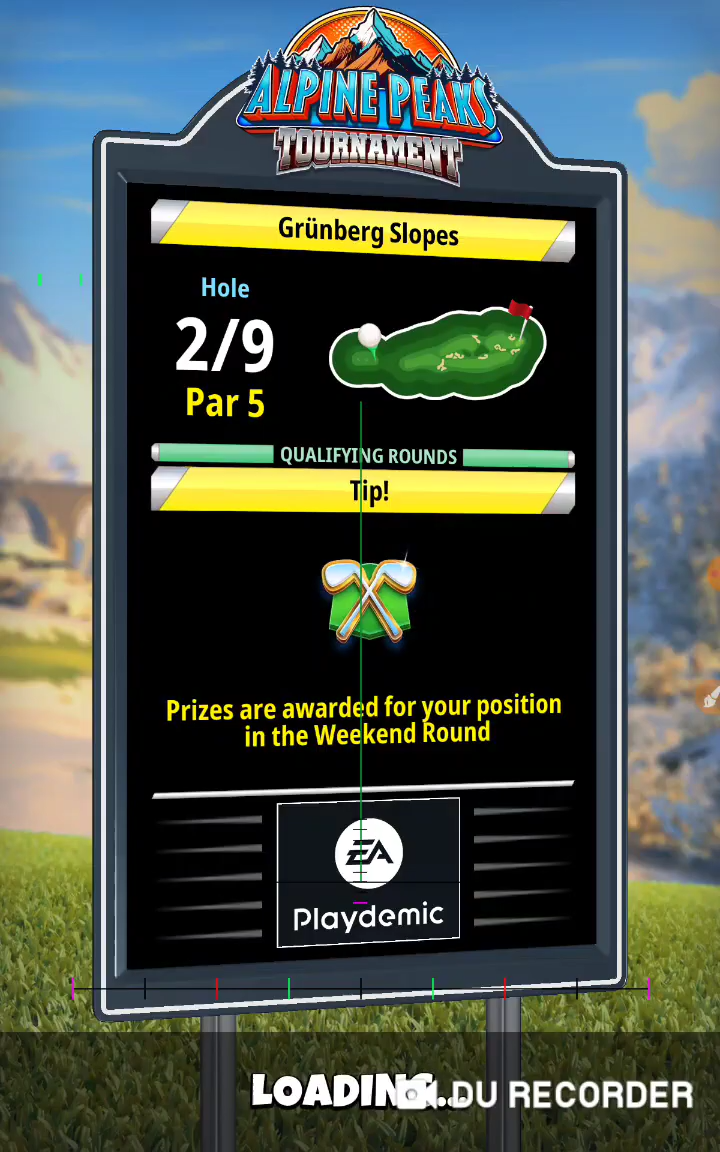 ALPINE PEAKS
TOURNAMENT
Grünberg Slopes
Hole
2/9
Par 5
QUALIFYING ROUNDS
Tip!
Prizes are awarded for your position
in the Weekend Round
EA
Playdemic
LOADING...
DU RECORDER